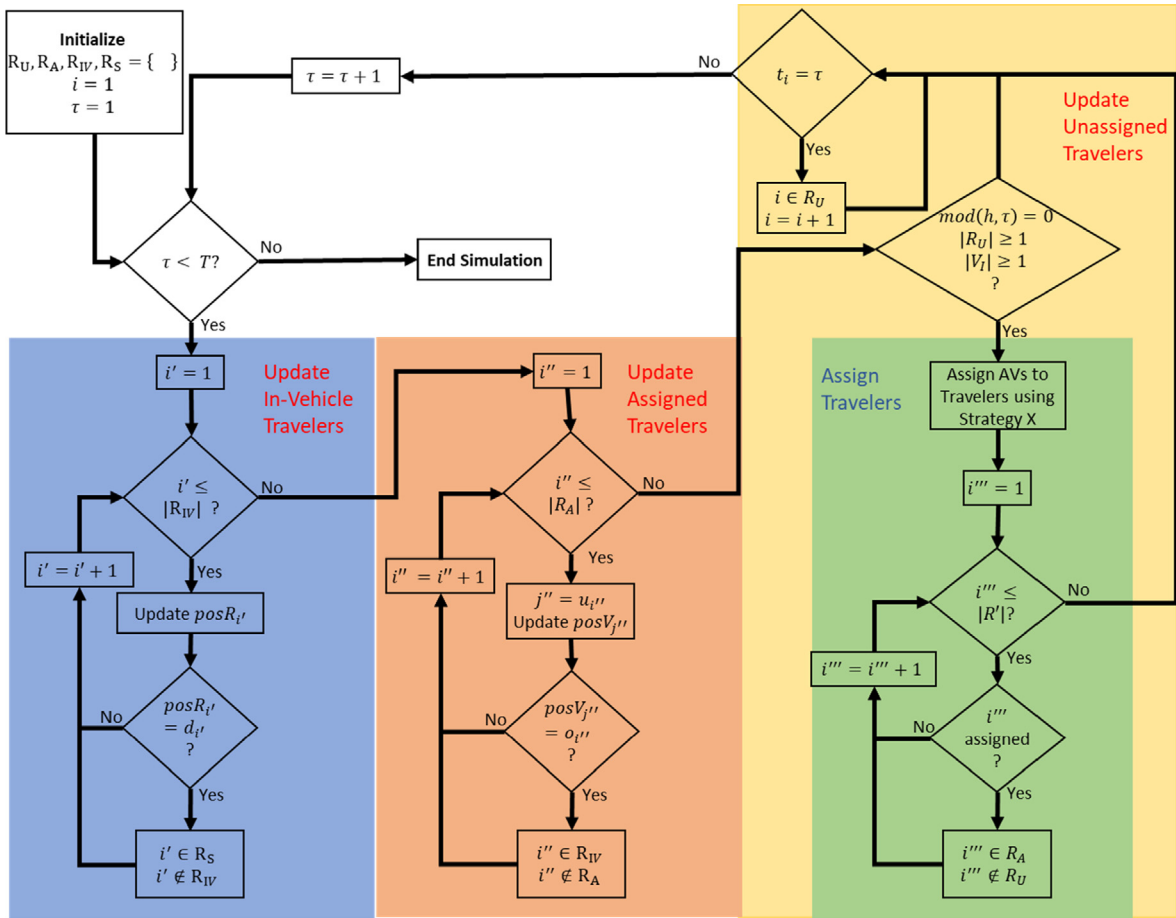 Initialize
R_U, R_A, R_IV, R_S = { }
i = 1
τ = 1
τ = τ + 1
No
t_i = τ
Yes
i ∈ R_U
i = i + 1
Update
Unassigned
Travelers
mod(h, τ) = 0
|R_U| ≥ 1
|V_I| ≥ 1
?
Yes
τ < T?
No
End Simulation
Yes
i′ = 1
Update
In-Vehicle
Travelers
i′ ≤
|R_IV| ?
No
Yes
i′ = i′ + 1
Update posR_i′
posR_i′
= d_i′
?
No
Yes
i′ ∈ R_S
i′ ∉ R_IV
i″ = 1
Update
Assigned
Travelers
i″ ≤
|R_A| ?
No
Yes
i″ = i″ + 1
j″ = u_i″
Update posV_j″
posV_j″
= o_i″
?
No
Yes
i″ ∈ R_IV
i″ ∉ R_A
Assign
Travelers
Assign AVs to
Travelers using
Strategy X
i‴ = 1
i‴ ≤
|R′|?
No
Yes
i‴ = i‴ + 1
i‴
assigned
?
No
Yes
i‴ ∈ R_A
i‴ ∉ R_U